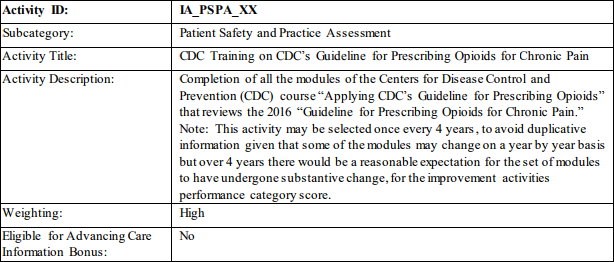 Activity ID: IA_PSPA_XX
Subcategory: Patient Safety and Practice Assessment
Activity Title: CDC Training on CDC's Guideline for Prescribing Opioids for Chronic Pain
Activity Description: Completion of all the modules of the Centers for Disease Control and
Prevention (CDC) course “Applying CDC’s Guideline for Prescribing Opioids”
that reviews the 2016 “Guideline for Prescribing Opioids for Chronic Pain.”
Note: This activity may be selected once every 4 years, to avoid duplicative
information given that some of the modules may change on a year by year basis
but over 4 years there would be a reasonable expectation for the set of modules
to have undergone substantive change, for the improvement activities
performance category score.
Weighting: High
Eligible for Advancing Care No
Information Bonus: